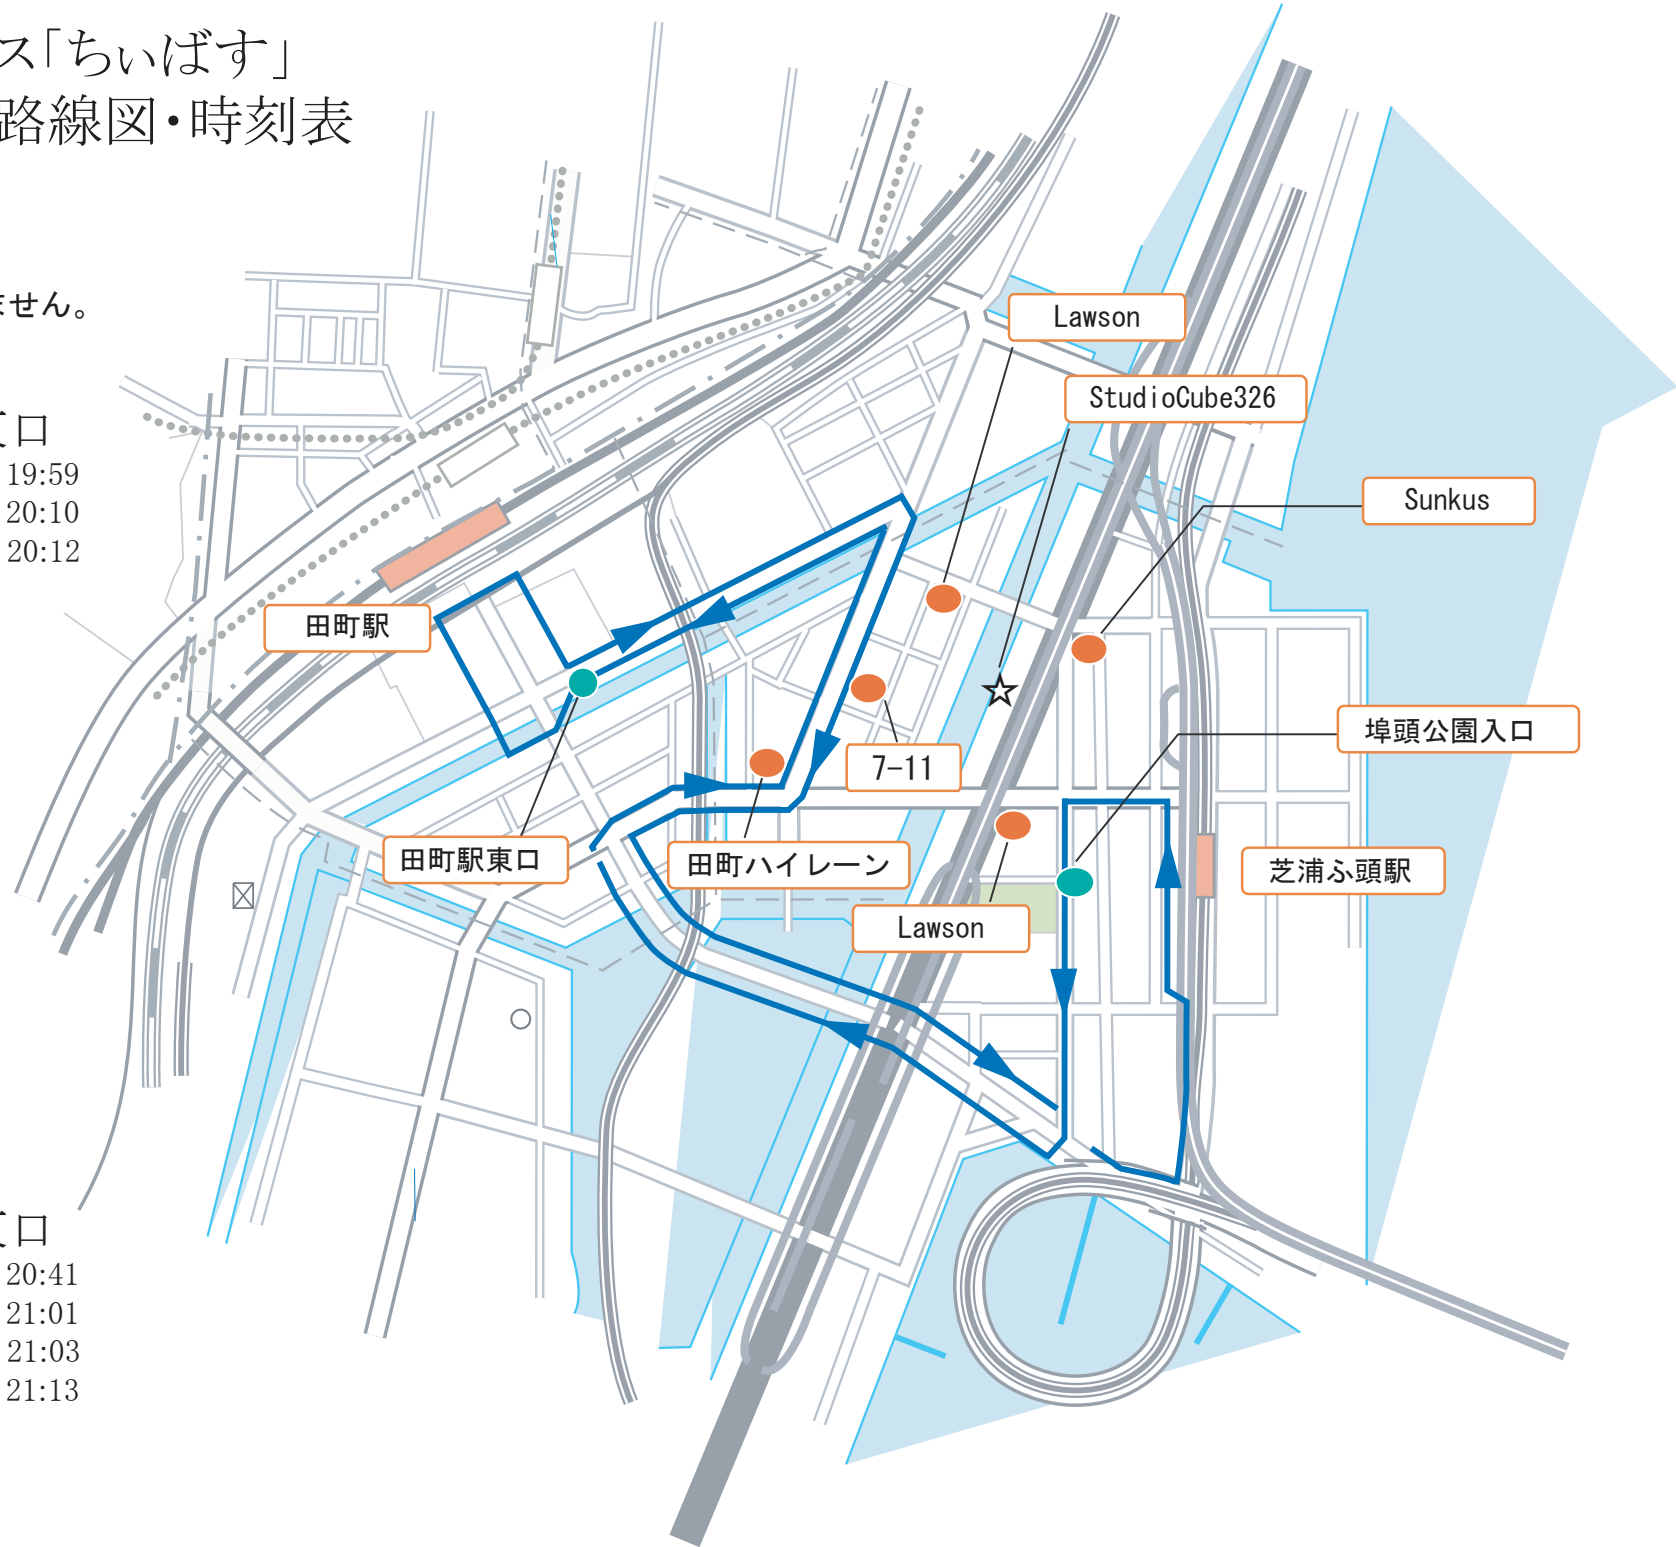 ス「ちぃばす」
路線図・時刻表
ません。
口
19:59
20:10
20:12
Lawson
StudioCube326
Sunkus
田町駅
埠頭公園入口
7-11
田町駅東口
田町ハイレーン
芝浦ふ頭駅
Lawson
口
20:41
21:01
21:03
21:13